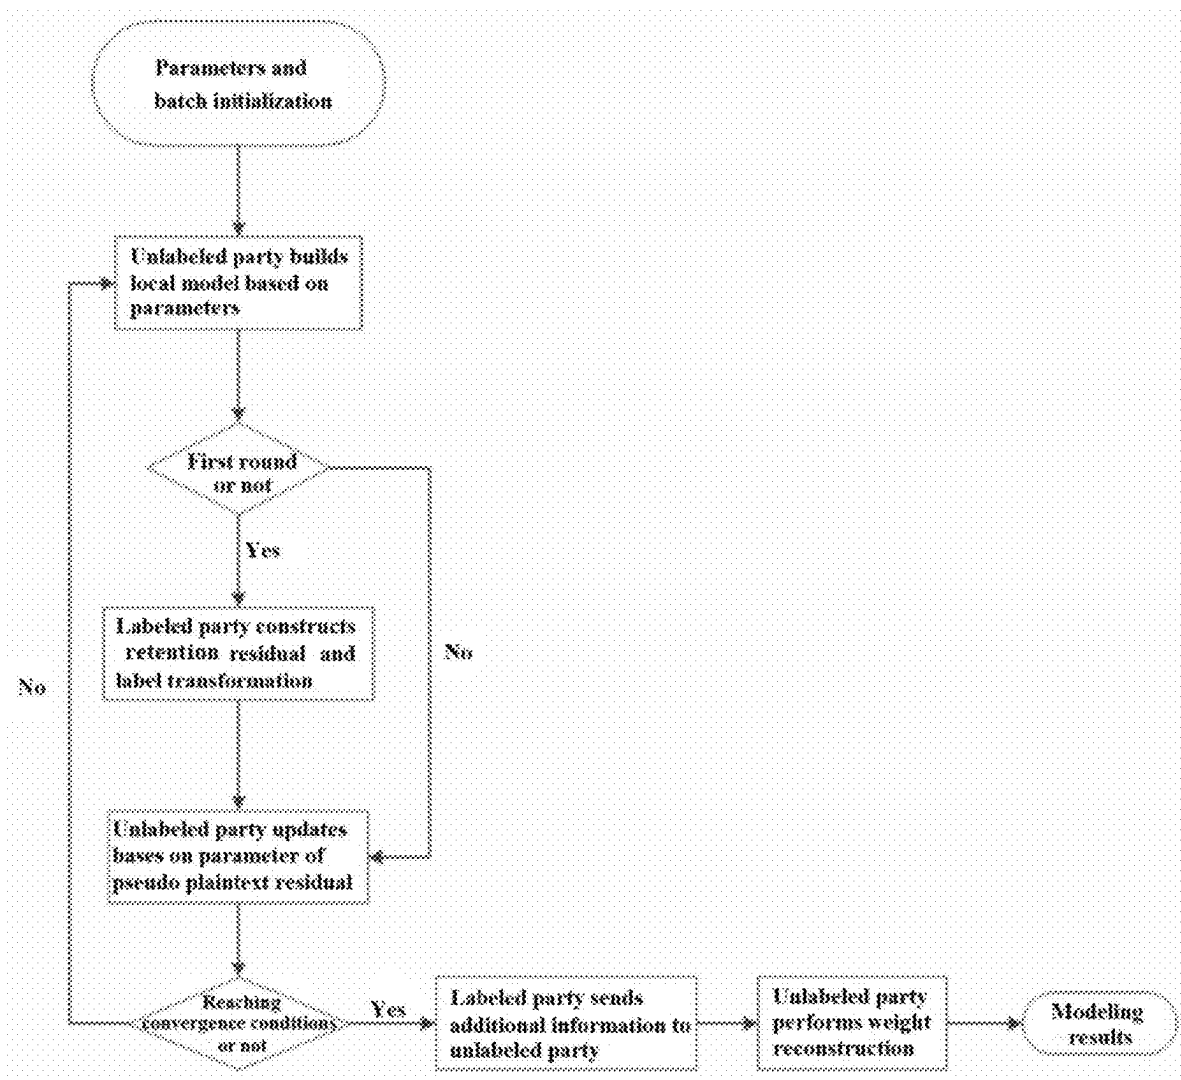 Parameters and
batch initialization
Unlabeled party builds
local model based on
parameters
First round
or not
Yes
Labeled party constructs
retention residual and
label transformation
No
No
Unlabeled party updates
bases on parameter of
pseudo plaintext residual
Reaching
convergence conditions
or not
Yes
Labeled party sends
additional information to
unlabeled party
Unlabeled party
performs weight
reconstruction
Modeling
results